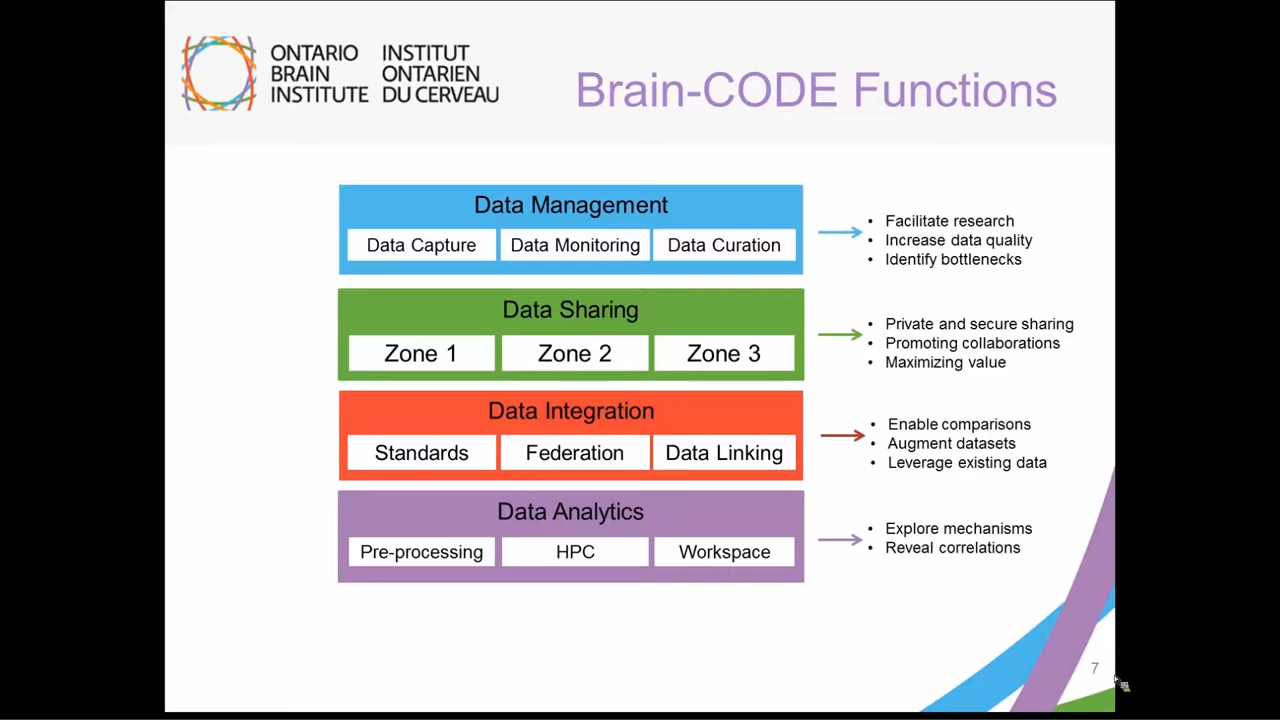 ONTARIO
BRAIN
INSTITUTE
INSTITUT
ONTARIEN
DU CERVEAU
Brain-CODE Functions
Data Management
Data Capture
Data Monitoring
Data Curation
• Facilitate research
• Increase data quality
• Identify bottlenecks
Data Sharing
Zone 1
Zone 2
Zone 3
• Private and secure sharing
• Promoting collaborations
• Maximizing value
Data Integration
Standards
Federation
Data Linking
• Enable comparisons
• Augment datasets
• Leverage existing data
Data Analytics
Pre-processing
HPC
Workspace
• Explore mechanisms
• Reveal correlations
7